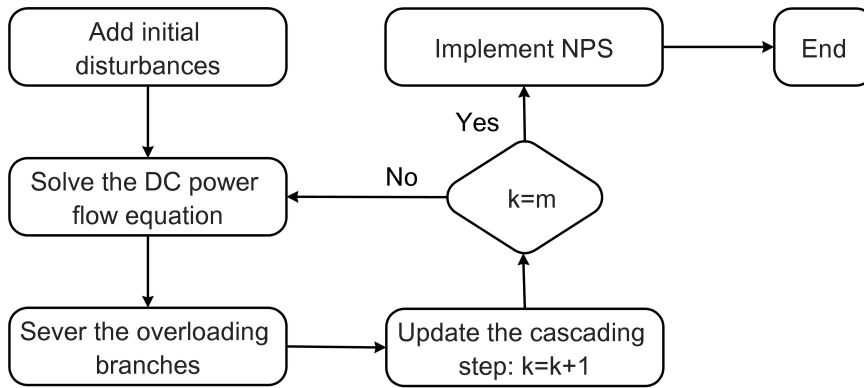 Add initial
disturbances
Solve the DC power
flow equation
Sever the overloading
branches
Update the cascading
step: k=k+1
k=m
No
Yes
Implement NPS
End